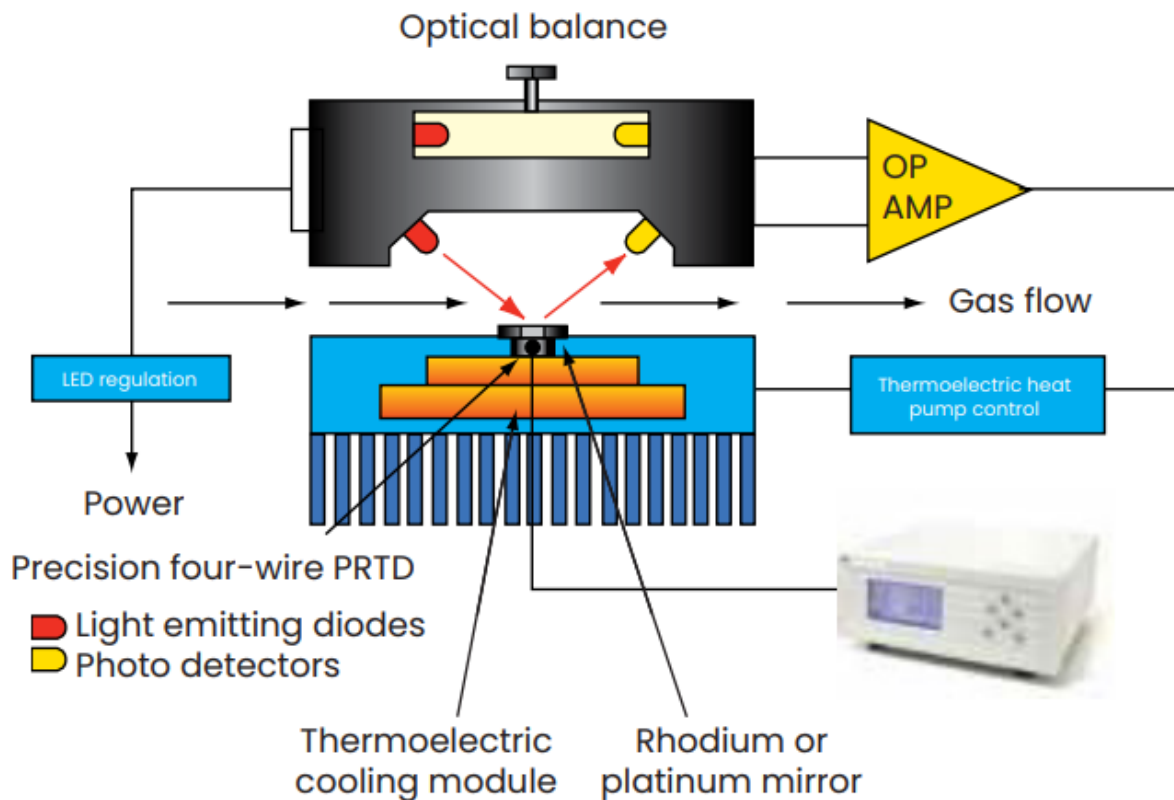 Optical balance
OP
AMP
Gas flow
LED regulation
Thermoelectric heat
pump control
Power
Precision four-wire PRTD
Light emitting diodes
Photo detectors
Thermoelectric
cooling module
Rhodium or
platinum mirror